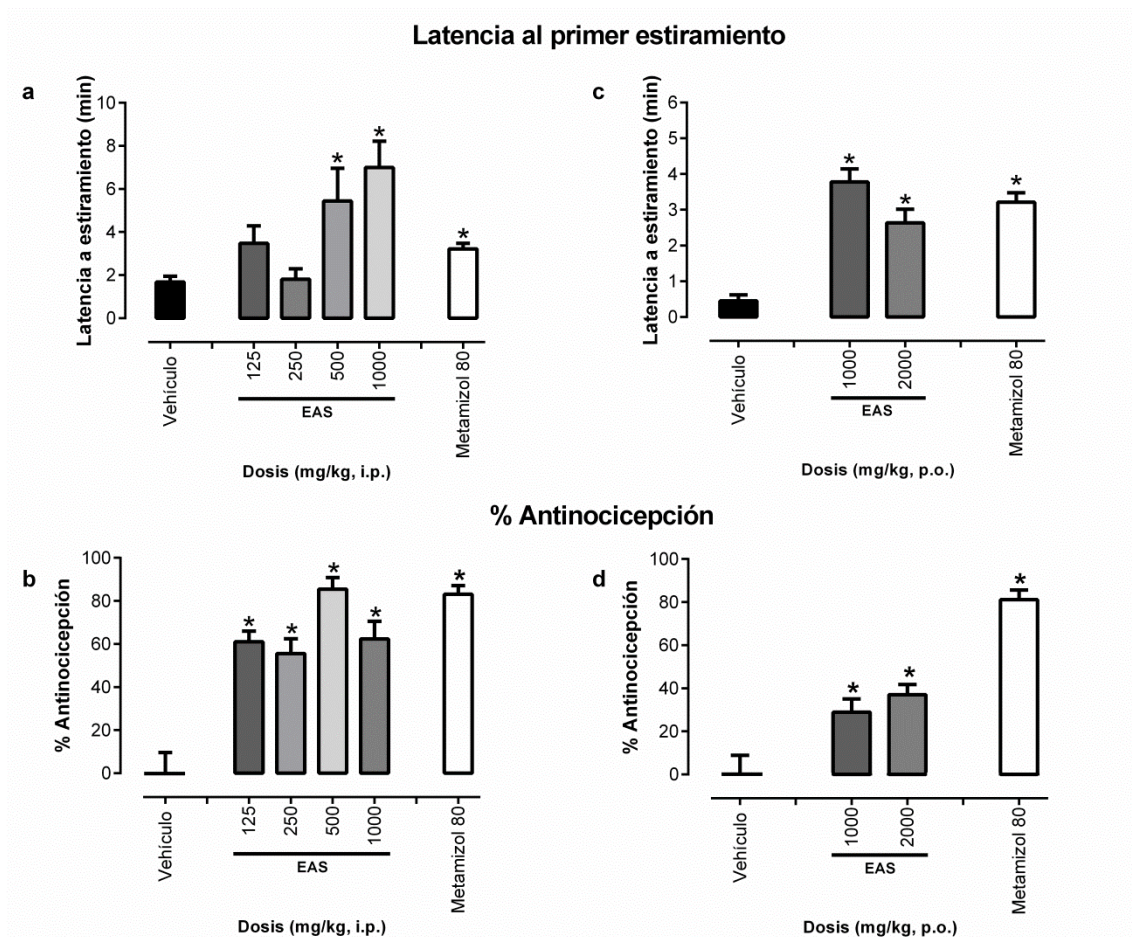 Latencia al primer estiramiento
a
Latencia a estiramiento (min)
10
8
6
4
2
0
*
*
*
Vehículo
125
250
500
1000
Metamizol 80
EAS
Dosis (mg/kg, i.p.)
c
Latencia a estiramiento (min)
6
5
4
3
2
1
0
*
*
*
Vehículo
1000
2000
Metamizol 80
EAS
Dosis (mg/kg, p.o.)
% Antinocicepción
b
% Antinocicepción
100
80
60
40
20
0
*
*
*
*
*
Vehículo
125
250
500
1000
Metamizol 80
EAS
Dosis (mg/kg, i.p.)
d
% Antinocicepción
100
80
60
40
20
0
*
*
*
Vehículo
1000
2000
Metamizol 80
EAS
Dosis (mg/kg, p.o.)